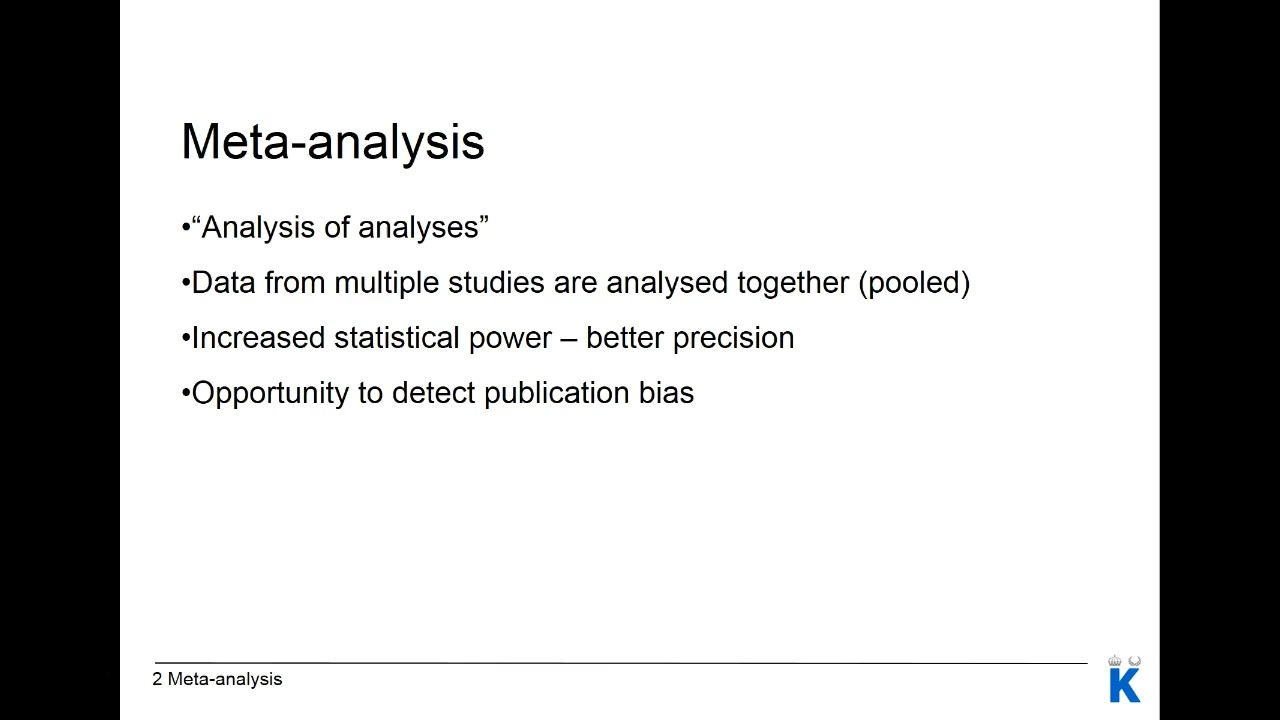 Meta-analysis
•“Analysis of analyses”
•Data from multiple studies are analysed together (pooled)
•Increased statistical power – better precision
•Opportunity to detect publication bias
2 Meta-analysis
K